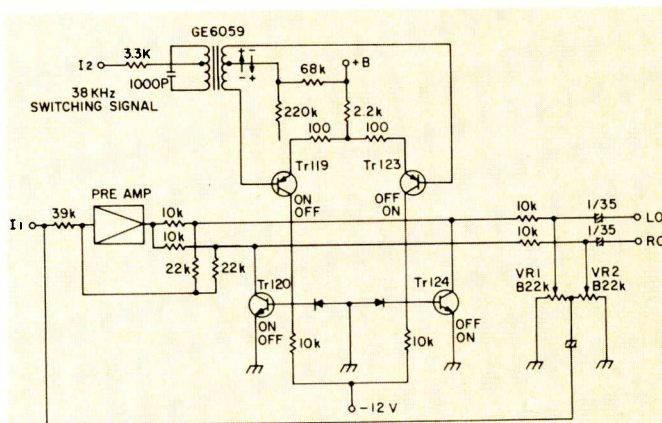 GE6059
I2
3.3K
1000P
38KHz
SWITCHING SIGNAL
+ -
- +
68k
+B
220k
2.2k
100
100
Tr119
Tr123
ON
OFF
OFF
ON
PRE AMP
I1
39k
10k
10k
22k
22k
10k
10k
1/35
LO
1/35
RO
Tr120
Tr124
ON
OFF
OFF
ON
VR1
B22k
VR2
B22k
10k
10k
-12 V